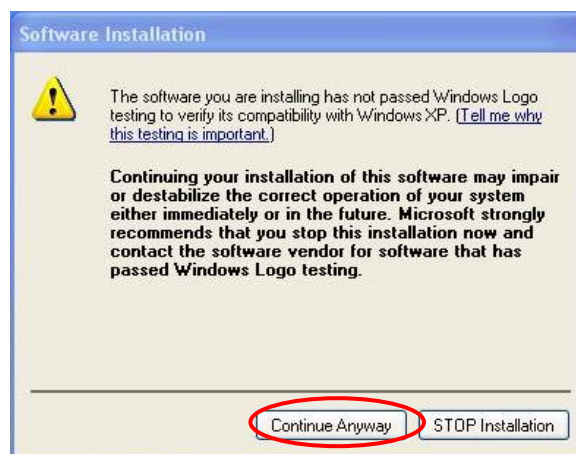 Software Installation
The software you are installing has not passed Windows Logo
testing to verify its compatibility with Windows XP. (Tell me why
this testing is important.)
Continuing your installation of this software may impair
or destabilize the correct operation of your system
either immediately or in the future. Microsoft strongly
recommends that you stop this installation now and
contact the software vendor for software that has
passed Windows Logo testing.
Continue Anyway STOP Installation